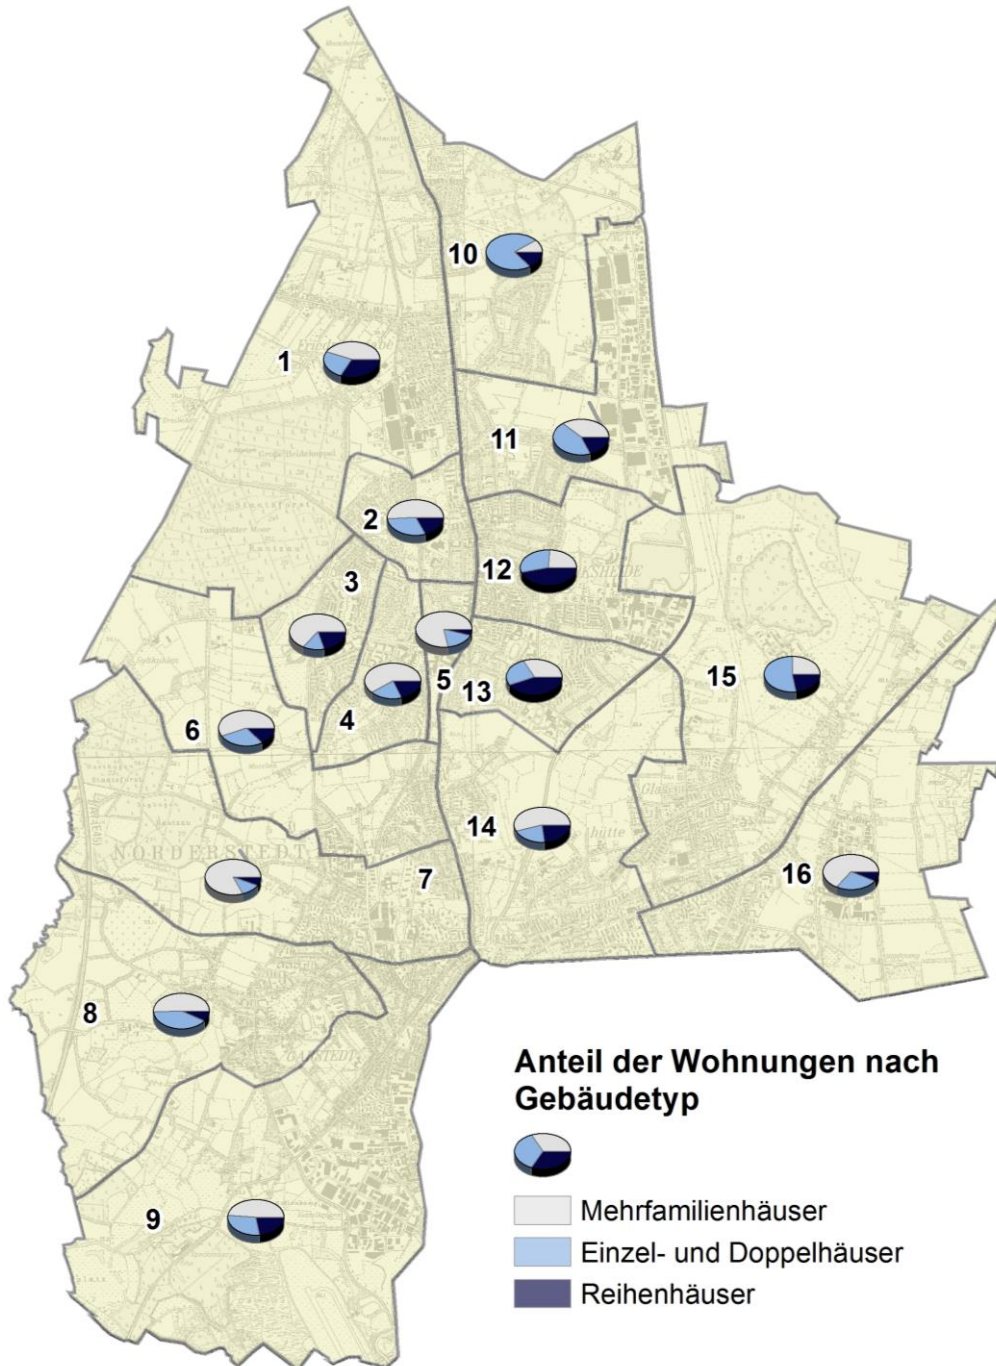 10
1
11
2
12
3
5
15
13
4
6
14
NORDERSTEDT
16
7
8
Anteil der Wohnungen nach
Gebäudetyp
9
Mehrfamilienhäuser
Einzel- und Doppelhäuser
Reihenhäuser